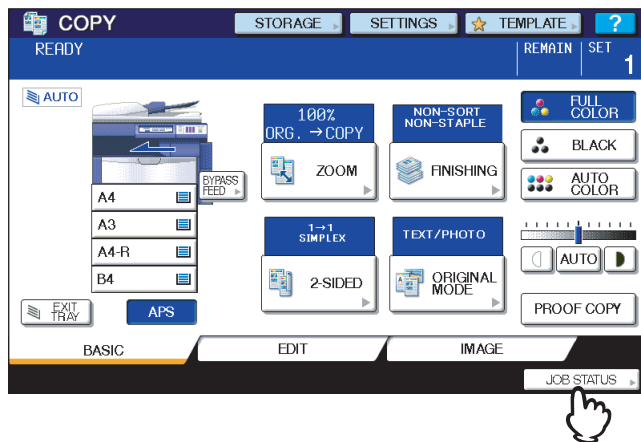 COPY
STORAGE
SETTINGS
TEMPLATE
?
READY
REMAIN
SET
1
AUTO
100%
ORG. →COPY
ZOOM
NON-SORT
NON-STAPLE
FINISHING
FULL
COLOR
BLACK
AUTO
COLOR
BYPASS
FEED
A4
A3
A4-R
B4
1→1
SIMPLEX
2-SIDED
TEXT/PHOTO
ORIGINAL
MODE
AUTO
EXIT
TRAY
APS
PROOF COPY
BASIC
EDIT
IMAGE
JOB STATUS